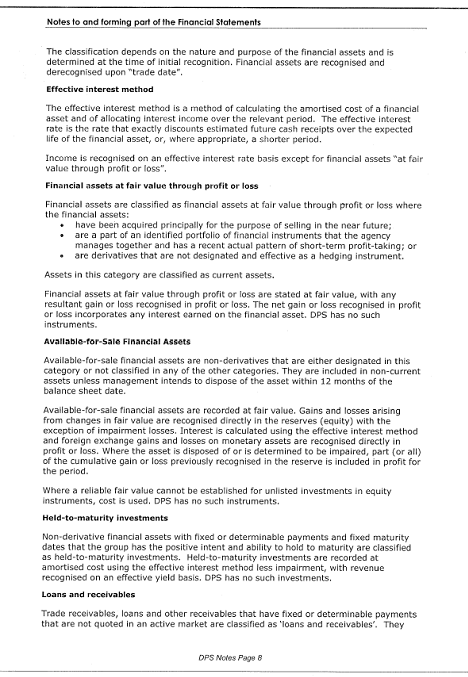 Notes to and forming part of the Financial Statements
The classification depends on the nature and purpose of the financial assets and is
determined at the time of initial recognition. Financial assets are recognised and
derecognised upon "trade date".
Effective interest method
The effective interest method is a method of calculating the amortised cost of a financial
asset and of allocating interest income over the relevant period. The effective interest
rate is the rate that exactly discounts estimated future cash receipts over the expected
life of the financial asset, or, where appropriate, a shorter period.
Income is recognised on an effective interest rate basis except for financial assets "at fair
value through profit or loss".
Financial assets at fair value through profit or loss
Financial assets are classified as financial assets at fair value through profit or loss where
the financial assets:
• have been acquired principally for the purpose of selling in the near future;
• are a part of an identified portfolio of financial instruments that the agency
manages together and has a recent actual pattern of short-term profit-taking; or
• are derivatives that are not designated and effective as a hedging instrument.
Assets in this category are classified as current assets.
Financial assets at fair value through profit or loss are stated at fair value, with any
resultant gain or loss recognised in profit or loss. The net gain or loss recognised in profit
or loss incorporates any interest earned on the financial asset. DPS has no such
instruments.
Available-for-Sale Financial Assets
Available-for-sale financial assets are non-derivatives that are either designated in this
category or not classified in any of the other categories. They are included in non-current
assets unless management intends to dispose of the asset within 12 months of the
balance sheet date.
Available-for-sale financial assets are recorded at fair value. Gains and losses arising
from changes in fair value are recognised directly in the reserves (equity) with the
exception of impairment losses. Interest is calculated using the effective interest method
and foreign exchange gains and losses on monetary assets are recognised directly in
profit or loss. Where the asset is disposed of or is determined to be impaired, part (or all)
of the cumulative gain or loss previously recognised in the reserve is included in profit for
the period.
Where a reliable fair value cannot be established for unlisted investments in equity
instruments, cost is used. DPS has no such instruments.
Held-to-maturity investments
Non-derivative financial assets with fixed or determinable payments and fixed maturity
dates that the group has the positive intent and ability to hold to maturity are classified
as held-to-maturity investments. Held-to-maturity investments are recorded at
amortised cost using the effective interest method less impairment, with revenue
recognised on an effective yield basis. DPS has no such investments.
Loans and receivables
Trade receivables, loans and other receivables that have fixed or determinable payments
that are not quoted in an active market are classified as 'loans and receivables'. They
DPS Notes Page 8